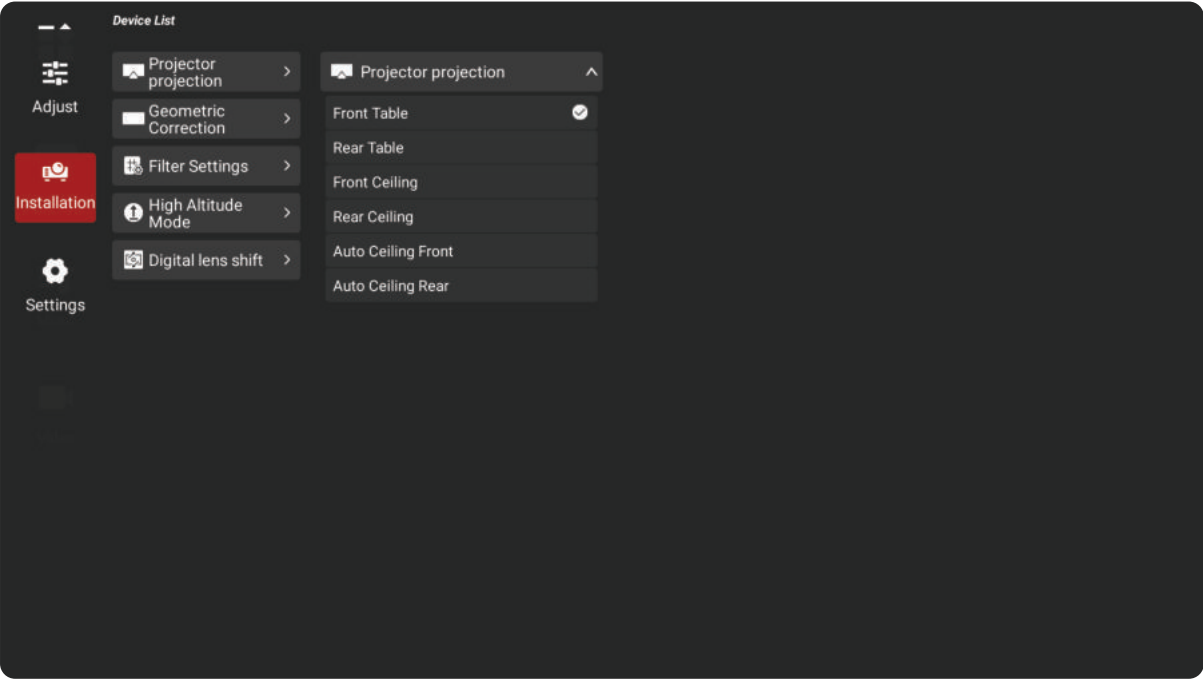 Device List
Adjust
Installation
Settings
Projector
projection
Geometric
Correction
Filter Settings
High Altitude
Mode
Digital lens shift
Projector projection
Front Table
Rear Table
Front Ceiling
Rear Ceiling
Auto Ceiling Front
Auto Ceiling Rear